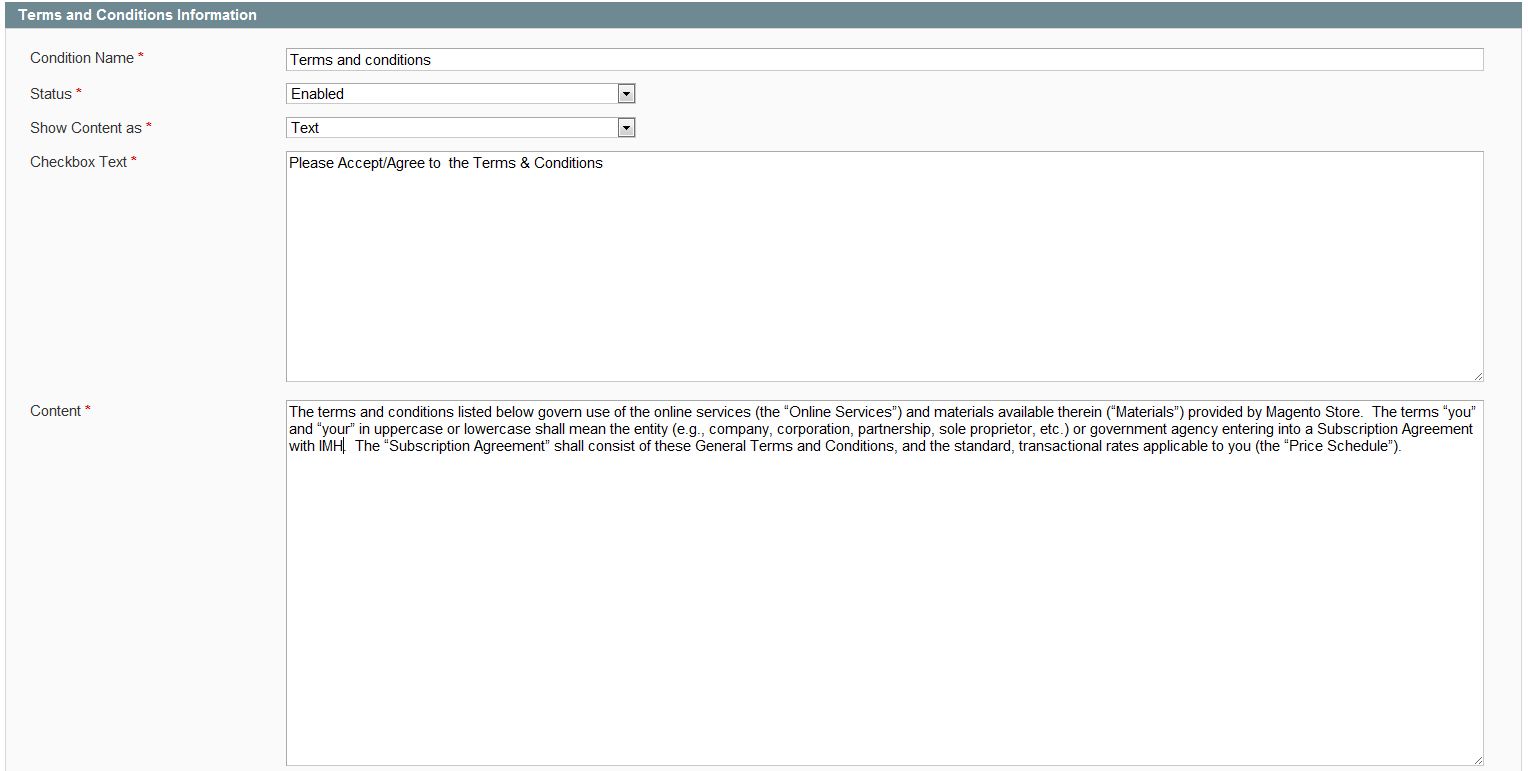 Terms and Conditions Information
Condition Name *
Terms and conditions
Status *
Enabled
Show Content as *
Text
Checkbox Text *
Please Accept/Agree to  the Terms & Conditions
Content *
The terms and conditions listed below govern use of the online services (the “Online Services”) and materials available therein (“Materials”) provided by Magento Store.  The terms “you”
and “your” in uppercase or lowercase shall mean the entity (e.g., company, corporation, partnership, sole proprietor, etc.) or government agency entering into a Subscription Agreement
with IMH.  The “Subscription Agreement” shall consist of these General Terms and Conditions, and the standard, transactional rates applicable to you (the “Price Schedule”).